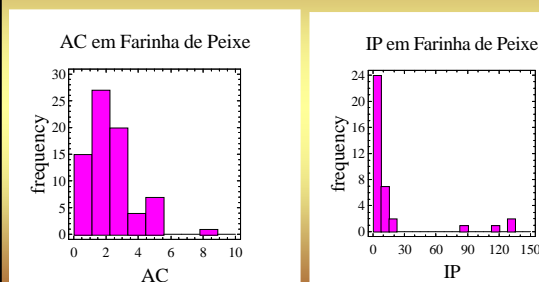 AC em Farinha de Peixe
30
25
20
15
10
5
0
frequency
0 2 4 6 8 10
AC
IP em Farinha de Peixe
24
20
16
12
8
4
0
frequency
0 30 60 90 120 150
IP